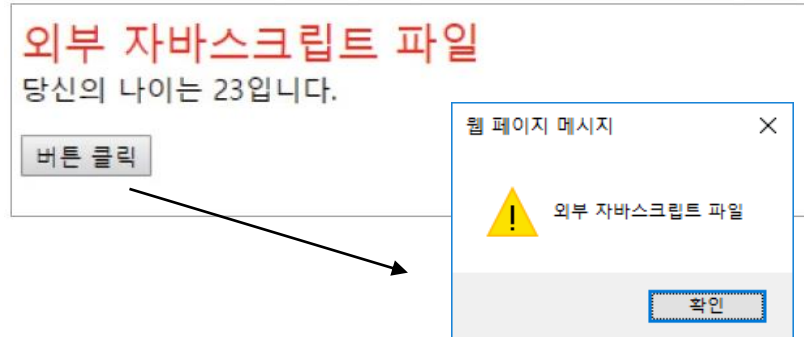 외부 자바스크립트 파일
당신의 나이는 23입니다.
버튼 클릭
웹 페이지 메시지
외부 자바스크립트 파일
확인